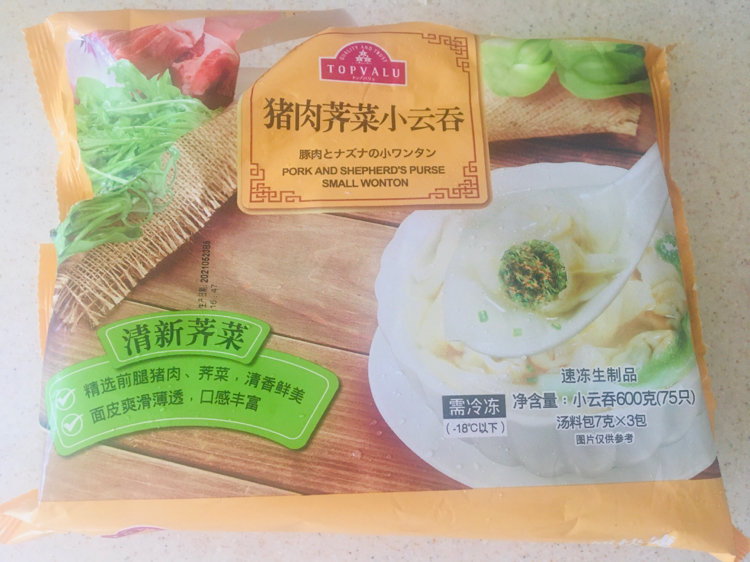 QUALITY AND TRUST
TOPVALU
猪肉荠菜小云吞
豚肉とナズナの小ワンタン
PORK AND SHEPHERD'S PURSE
SMALL WONTON
清新荠菜
精选前腿猪肉、荠菜，清香鲜美
面皮爽滑薄透，口感丰富
速冻生制品
需冷冻
(-18℃以下)
净含量：小云吞600克(75只)
汤料包7克×3包
图片仅供参考